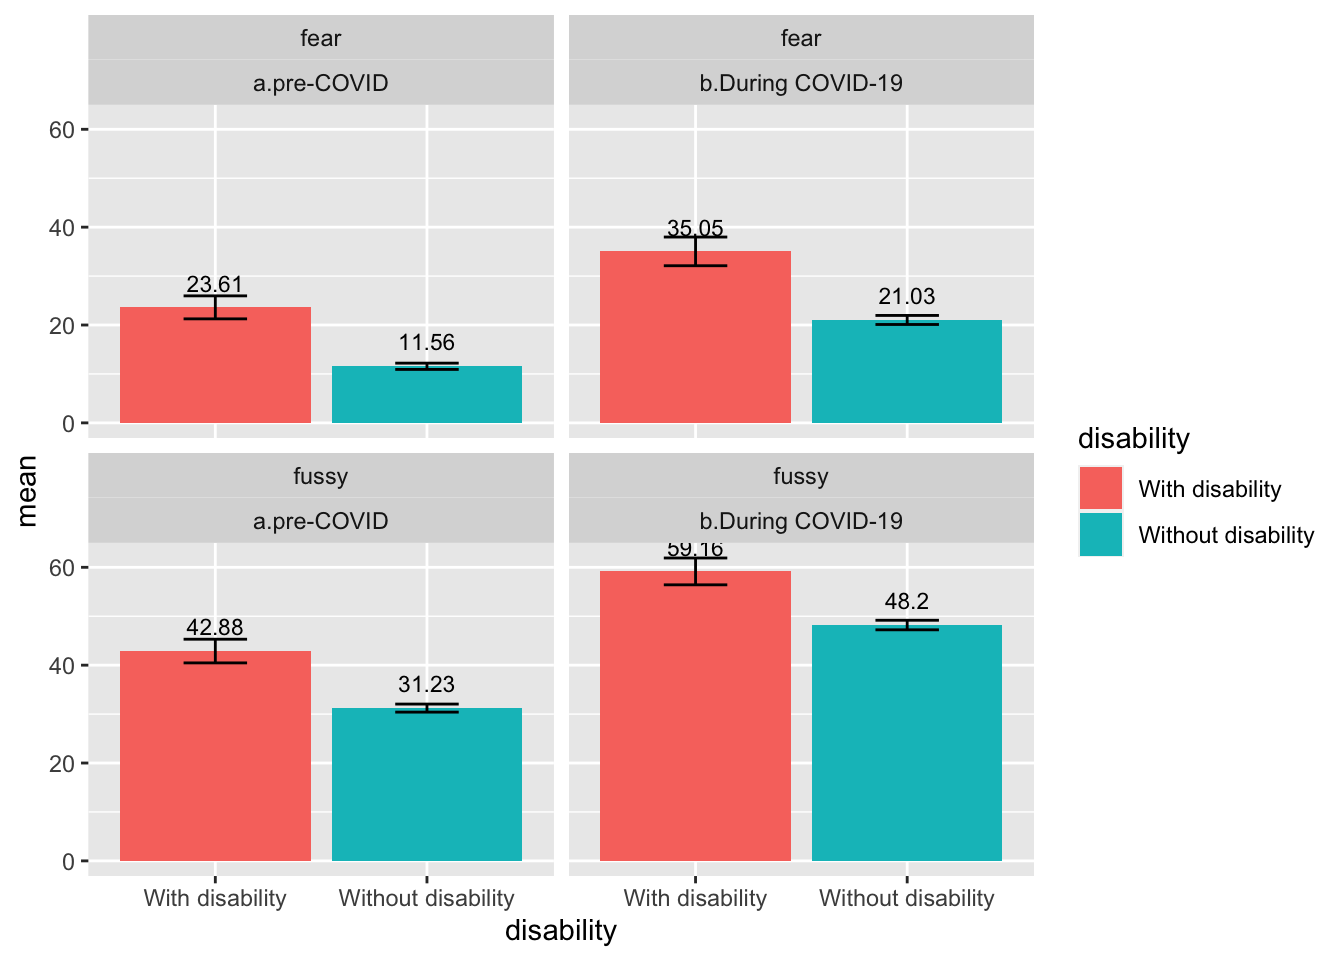 fear
fear
a.pre-COVID
b.During COVID-19
60
40
20
0
23.61
11.56
35.05
21.03
fussy
fussy
a.pre-COVID
b.During COVID-19
60
40
20
0
42.88
31.23
59.16
48.2
With disability
Without disability
With disability
Without disability
disability
mean
disability
With disability
Without disability